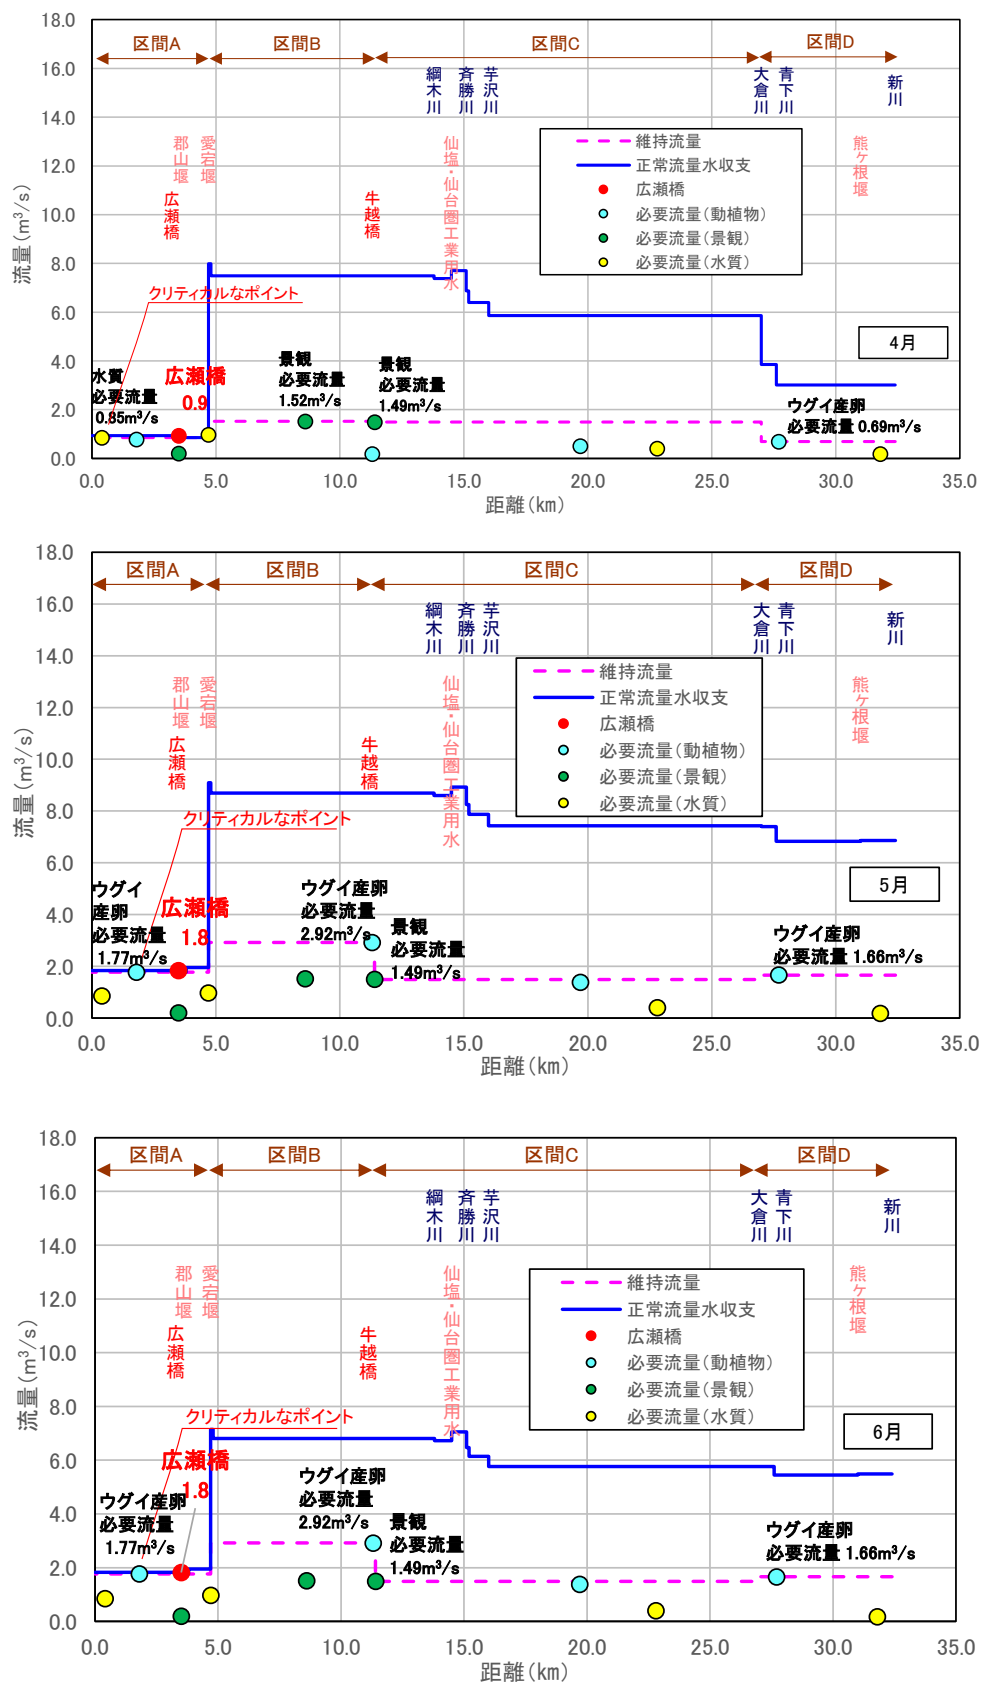 18.0
16.0
14.0
12.0
10.0
8.0
6.0
4.0
2.0
0.0
流量(m³/s)
区間A
区間B
区間C
区間D
綱木川
斉勝川
芋沢川
大倉川
青下川
新川
郡山堰
愛宕堰
仙塩・仙台圏工業用水
熊ヶ根堰
広瀬橋
牛越橋
維持流量
正常流量水収支
広瀬橋
必要流量(動植物)
必要流量(景観)
必要流量(水質)
クリティカルなポイント
4月
水質
必要流量
0.85m³/s
広瀬橋
0.9
景観
必要流量
1.52m³/s
景観
必要流量
1.49m³/s
ウグイ産卵
必要流量 0.69m³/s
0.0
5.0
10.0
15.0
20.0
25.0
30.0
35.0
距離(km)
18.0
16.0
14.0
12.0
10.0
8.0
6.0
4.0
2.0
0.0
流量(m³/s)
区間A
区間B
区間C
区間D
綱木川
斉勝川
芋沢川
大倉川
青下川
新川
郡山堰
愛宕堰
仙塩・仙台圏工業用水
熊ヶ根堰
広瀬橋
牛越橋
維持流量
正常流量水収支
広瀬橋
必要流量(動植物)
必要流量(景観)
必要流量(水質)
クリティカルなポイント
5月
ウグイ
産卵
必要流量
1.77m³/s
広瀬橋
1.8
ウグイ産卵
必要流量
2.92m³/s
景観
必要流量
1.49m³/s
ウグイ産卵
必要流量 1.66m³/s
0.0
5.0
10.0
15.0
20.0
25.0
30.0
35.0
距離(km)
18.0
16.0
14.0
12.0
10.0
8.0
6.0
4.0
2.0
0.0
流量(m³/s)
区間A
区間B
区間C
区間D
綱木川
斉勝川
芋沢川
大倉川
青下川
新川
郡山堰
愛宕堰
仙塩・仙台圏工業用水
熊ヶ根堰
広瀬橋
牛越橋
維持流量
正常流量水収支
広瀬橋
必要流量(動植物)
必要流量(景観)
必要流量(水質)
クリティカルなポイント
6月
広瀬橋
1.8
ウグイ産卵
必要流量
1.77m³/s
ウグイ産卵
必要流量
2.92m³/s
景観
必要流量
1.49m³/s
ウグイ産卵
必要流量 1.66m³/s
0.0
5.0
10.0
15.0
20.0
25.0
30.0
35.0
距離(km)